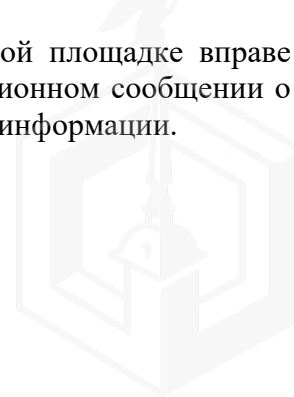 ой площадке вправе
ионном сообщении о
информации.